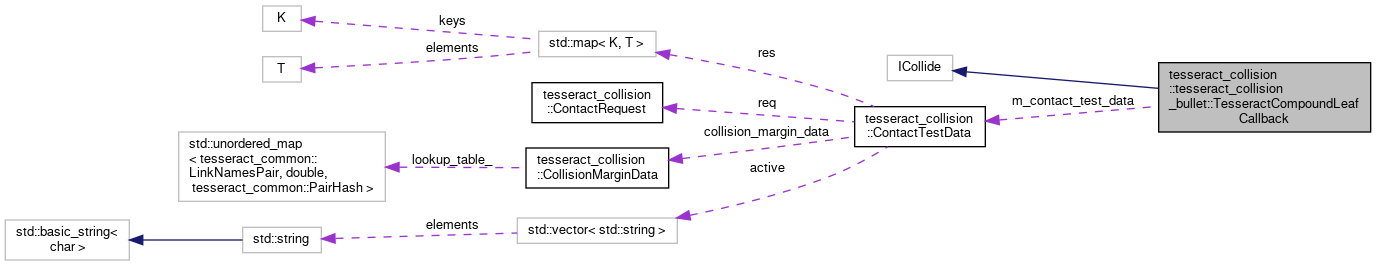 K
keys
T
elements
std::map< K, T >
res
ICollide
tesseract_collision
::tesseract_collision
_bullet::TesseractCompoundLeaf
Callback
m_contact_test_data
tesseract_collision
::ContactRequest
req
tesseract_collision
::ContactTestData
collision_margin_data
std::unordered_map
< tesseract_common::
LinkNamesPair, double,
tesseract_common::PairHash >
lookup_table_
tesseract_collision
::CollisionMarginData
active
std::basic_string<
char >
std::string
elements
std::vector< std::string >